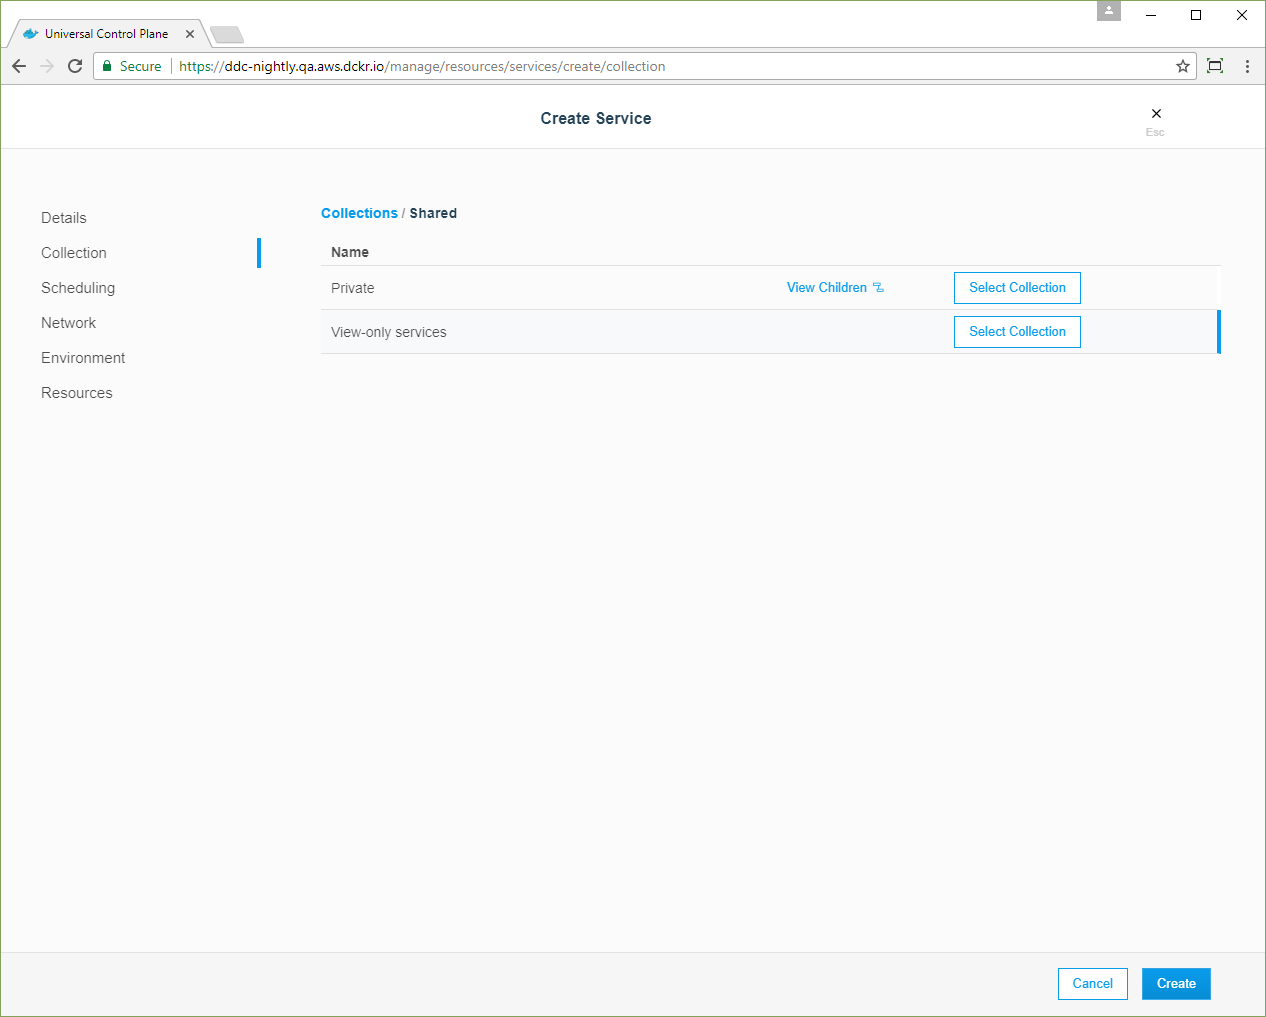 Universal Control Plane
Secure https://ddc-nightly.qa.aws.dckr.io/manage/resources/services/create/collection
Create Service
Esc
Details
Collection
Scheduling
Network
Environment
Resources
Collections / Shared
Name
Private View Children Select Collection
View-only services Select Collection
Cancel Create